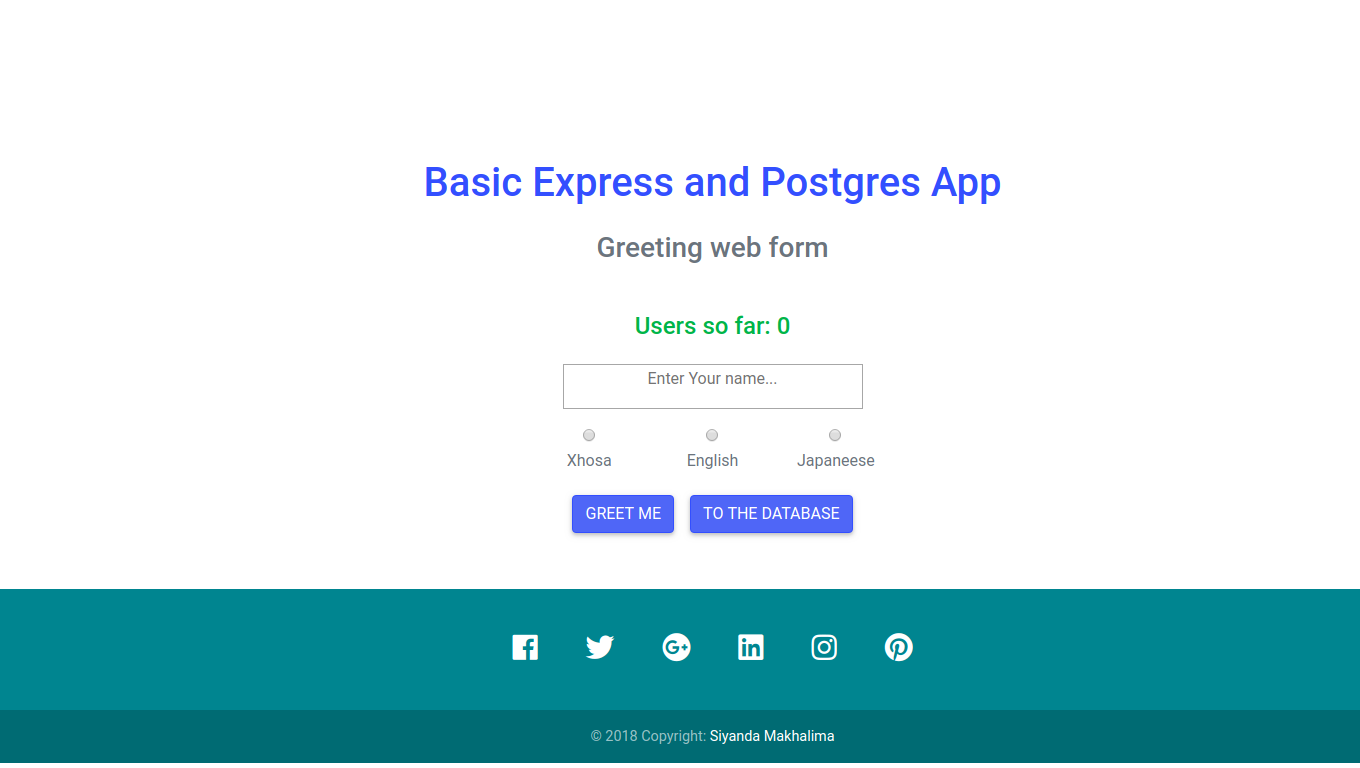 Basic Express and Postgres App
Greeting web form
Users so far: 0
Enter Your name...
Xhosa English Japaneese
GREET ME TO THE DATABASE
© 2018 Copyright: Siyanda Makhalima